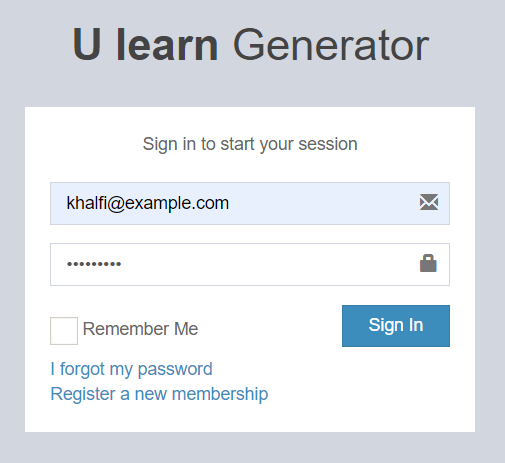 U learn Generator
Sign in to start your session
khalfi@example.com
•••••••••
Remember Me
Sign In
I forgot my password
Register a new membership